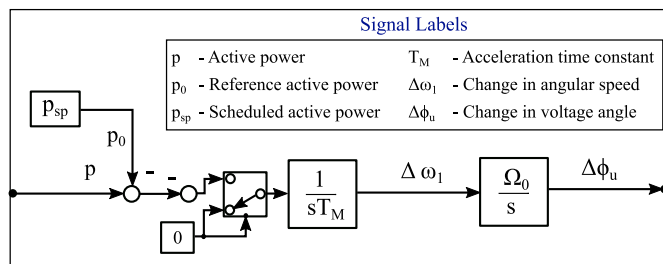 Signal Labels
p - Active power
T_M - Acceleration time constant
p_0 - Reference active power
Δω_1 - Change in angular speed
p_sp - Scheduled active power
Δϕ_u - Change in voltage angle
p_sp
p_0
p
-
-
0
1
sT_M
Δ ω_1
Ω_0
s
Δϕ_u